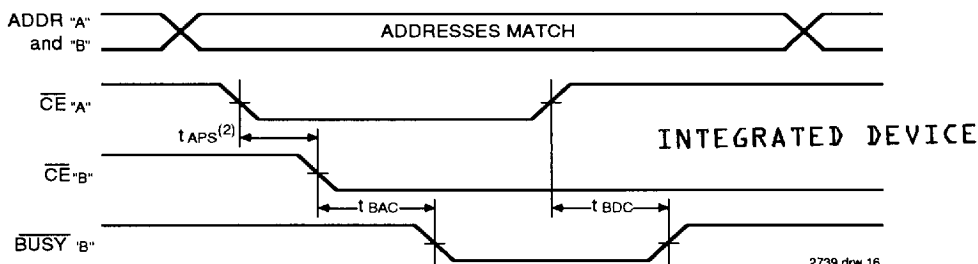 ADDR "A"
and "B"
ADDRESSES MATCH
CE "A"
tAPS(2)
INTEGRATED DEVICE
CE "B"
tBAC
tBDC
BUSY "B"
2739 drw 16